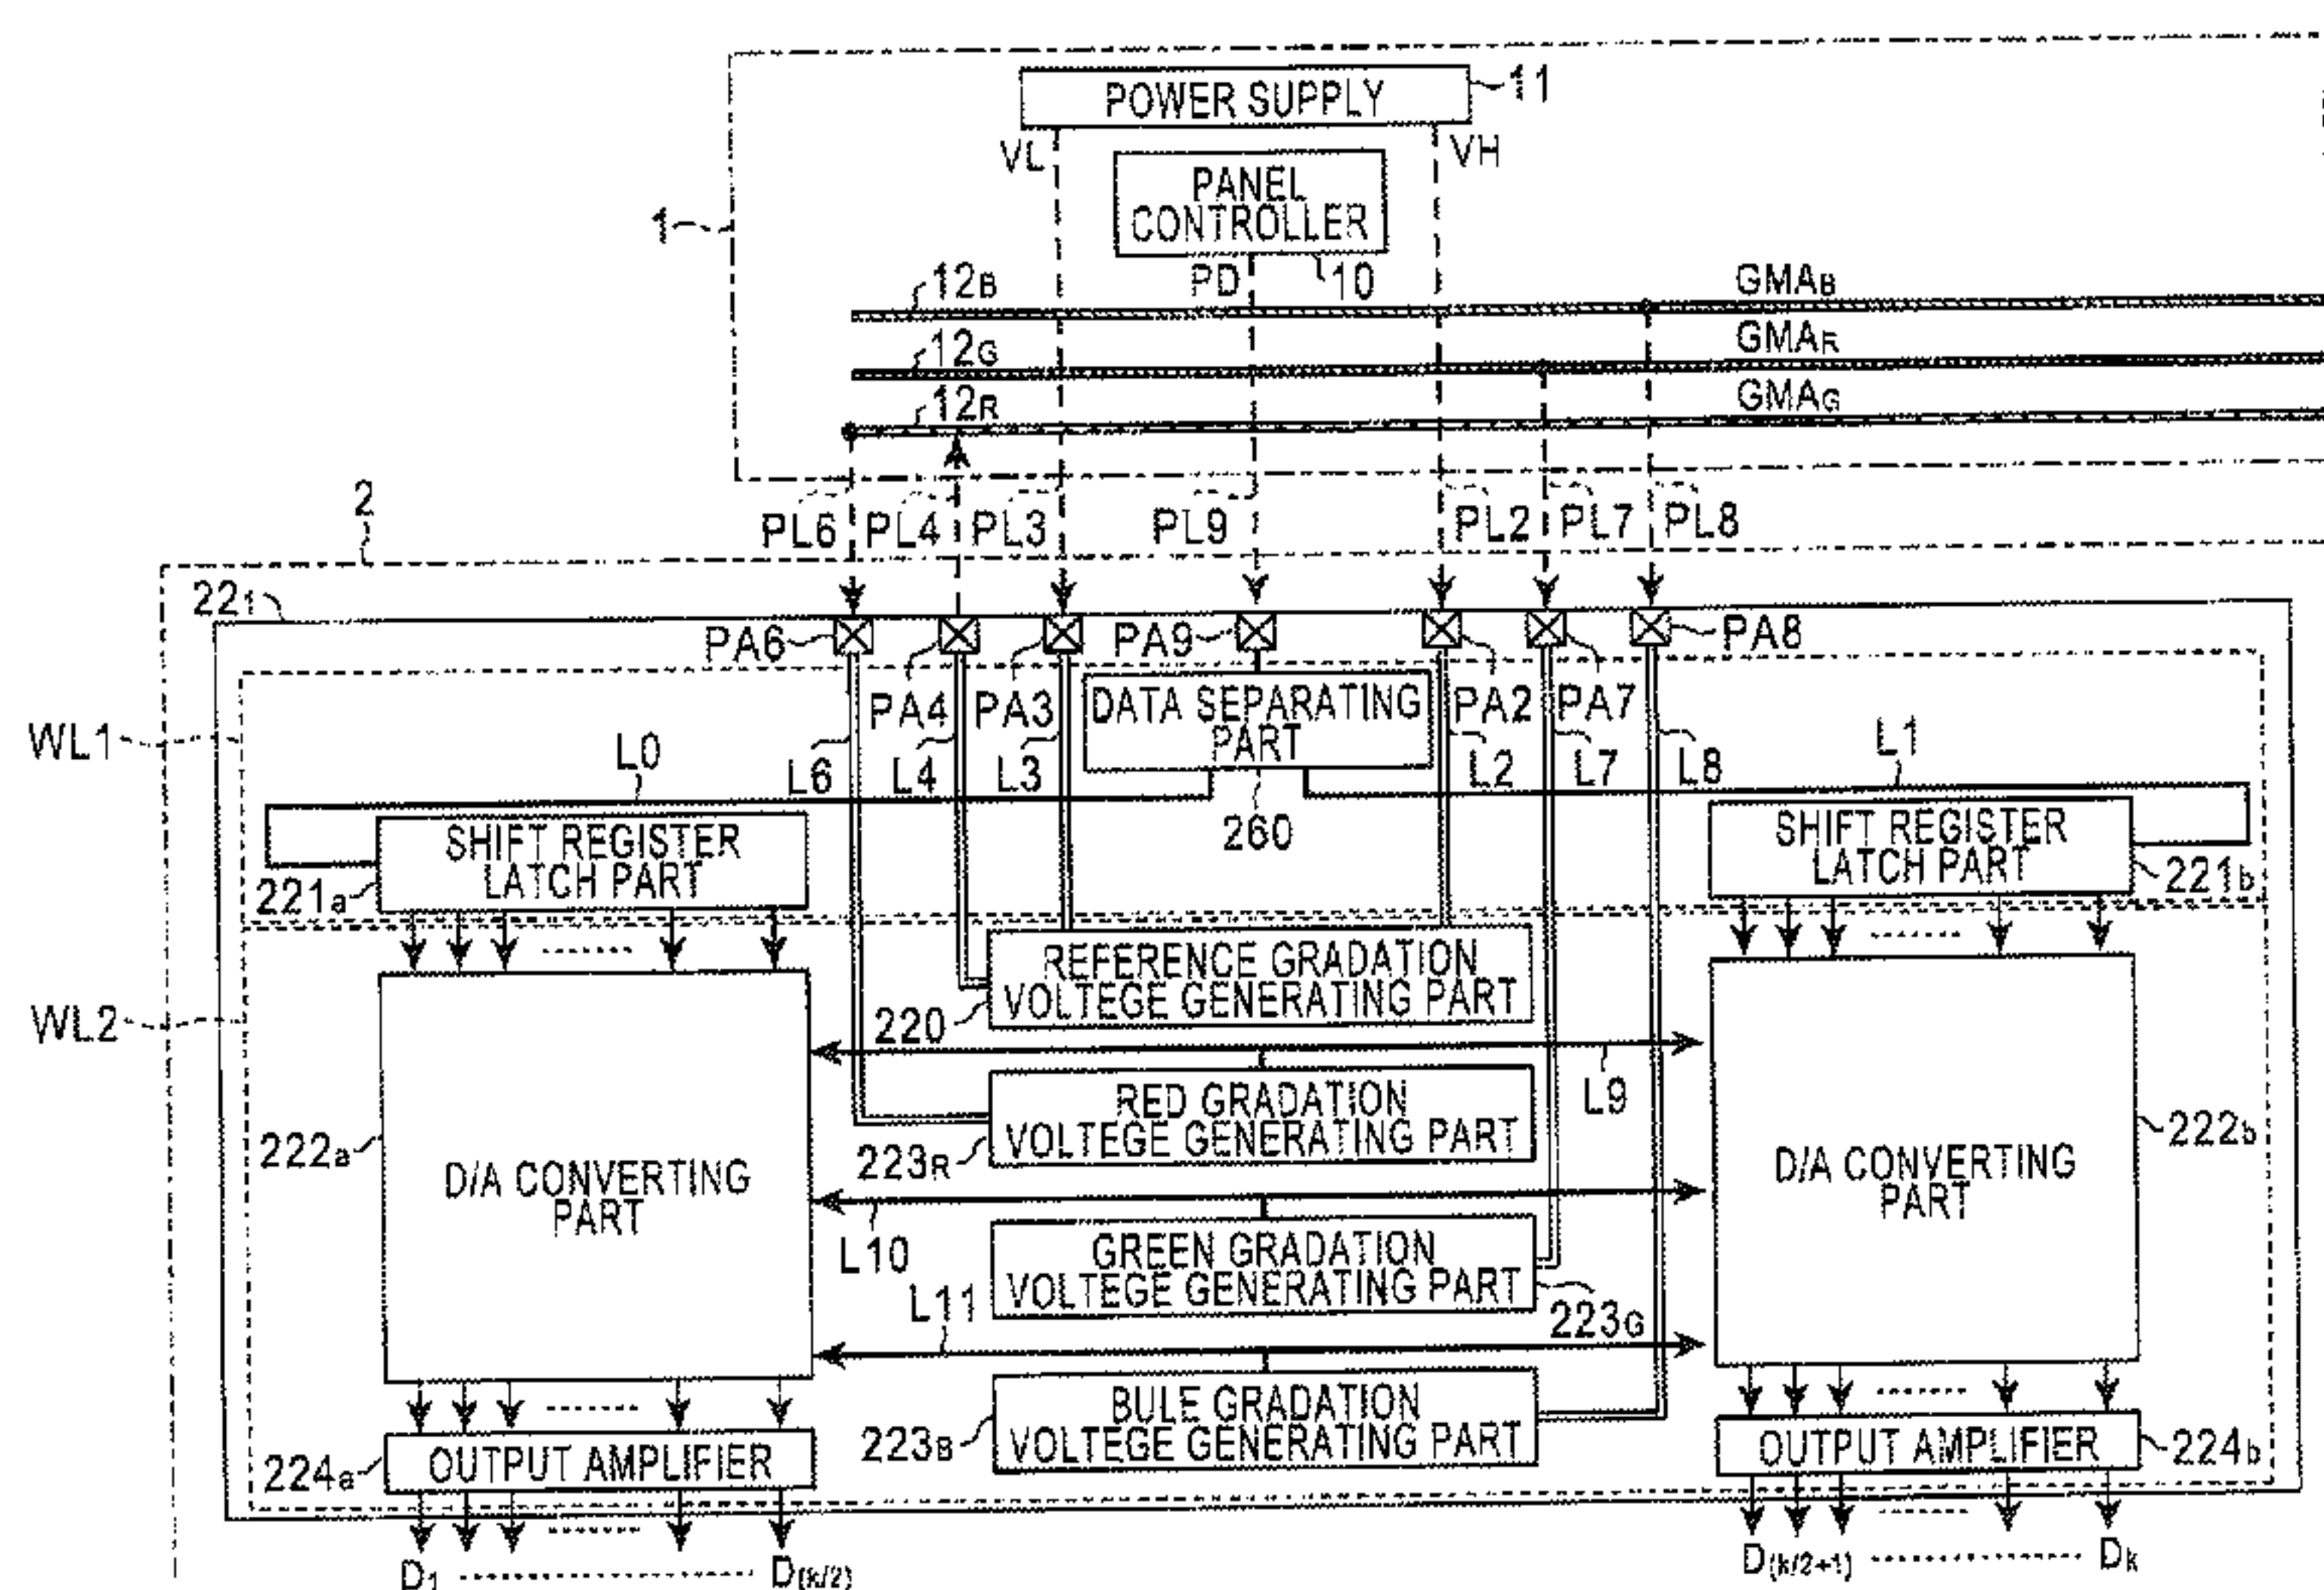 POWER SUPPLY
11
VL
VH
PANEL
CONTROLLER
1
PD
10
12B
GMAB
12G
GMAR
12R
GMAG
2
PL6
PL4
PL3
PL9
PL2
PL7
PL8
221
PA6
PA9
PA8
PA4
PA3
DATA SEPARATING
PART
PA2
PA7
WL1
L0
L6
L4
L3
L2
L7
L8
L1
260
SHIFT REGISTER
LATCH PART
221a
SHIFT REGISTER
LATCH PART
221b
REFERENCE GRADATION
VOLTEGE GENERATING PART
WL2
220
L9
RED GRADATION
VOLTEGE GENERATING PART
222a
223R
222b
D/A CONVERTING
PART
D/A CONVERTING
PART
L10
GREEN GRADATION
VOLTEGE GENERATING PART
L11
223G
BULE GRADATION
VOLTEGE GENERATING PART
223B
224a
OUTPUT AMPLIFIER
OUTPUT AMPLIFIER
224b
D1 D(k/2)
D(k/2+1) Dk